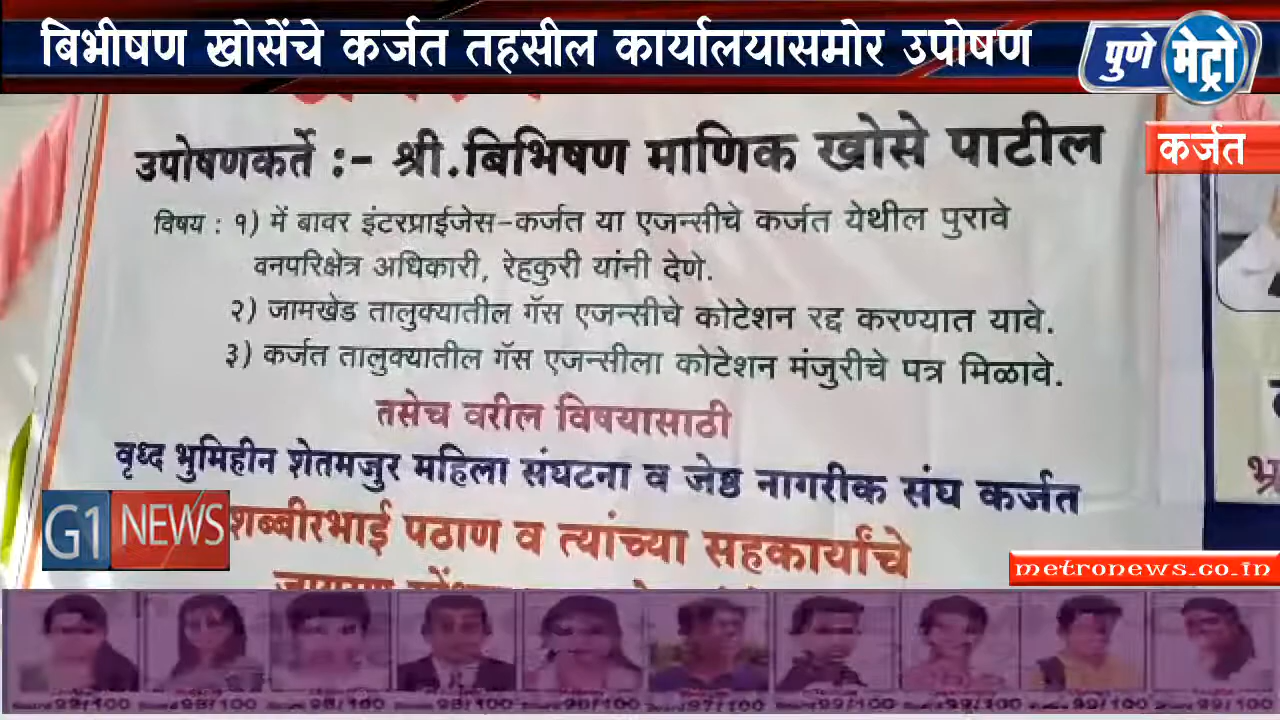 बिभीषण खोसेंचे कर्जत तहसील कार्यालयासमोर उपोषण
पुणे मेट्रो
कर्जत
उपोषणकर्ते :- श्री.बिभिषण माणिक खोसे पाटील
विषय : १) में बावर इंटरप्राईजेस-कर्जत या एजन्सीचे कर्जत येथील पुरावे
वनपरिक्षेत्र अधिकारी, रेहकुरी यांनी देणे.
२) जामखेड तालुक्यातील गॅस एजन्सीचे कोटेशन रद्द करण्यात यावे.
३) कर्जत तालुक्यातील गॅस एजन्सीला कोटेशन मंजुरीचे पत्र मिळावे.
तसेच वरील विषयासाठी
वृध्द भुमिहीन शेतमजुर महिला संघटना व जेष्ठ नागरीक संघ कर्जत
G1 NEWS
शब्बीरभाई पठाण व त्यांच्या सहकार्यांचे
metronews.co.in